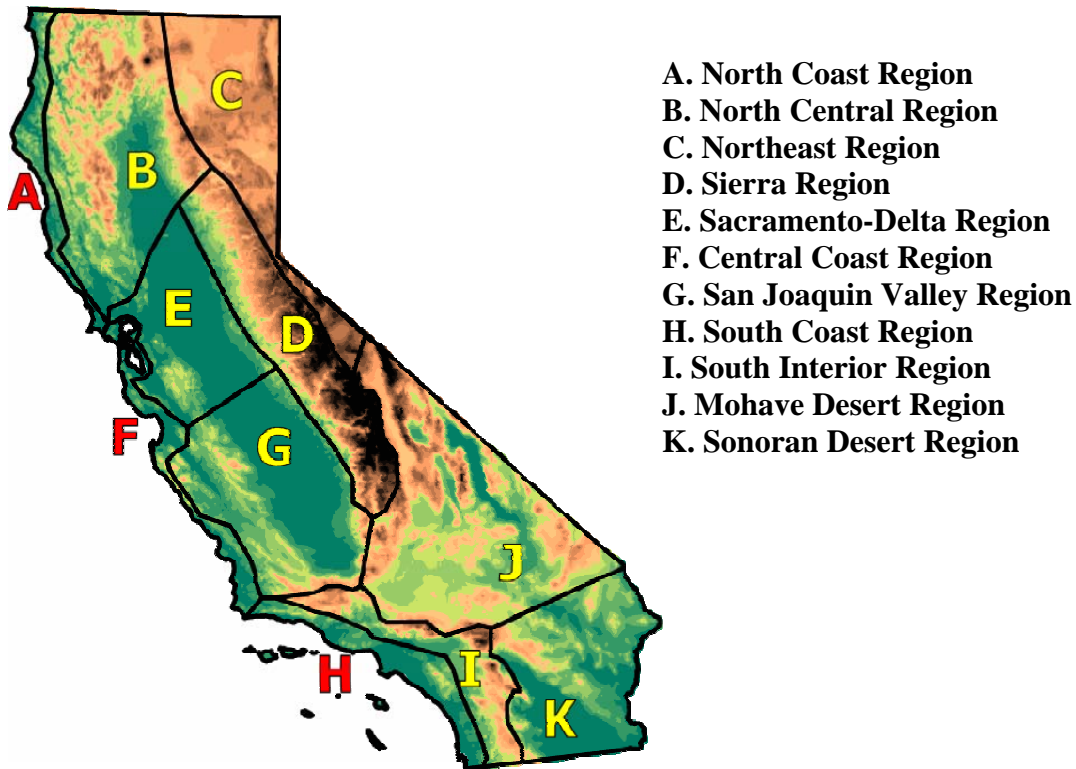 A
B
C
D
E
F
G
H
I
J
K
A. North Coast Region
B. North Central Region
C. Northeast Region
D. Sierra Region
E. Sacramento-Delta Region
F. Central Coast Region
G. San Joaquin Valley Region
H. South Coast Region
I. South Interior Region
J. Mohave Desert Region
K. Sonoran Desert Region